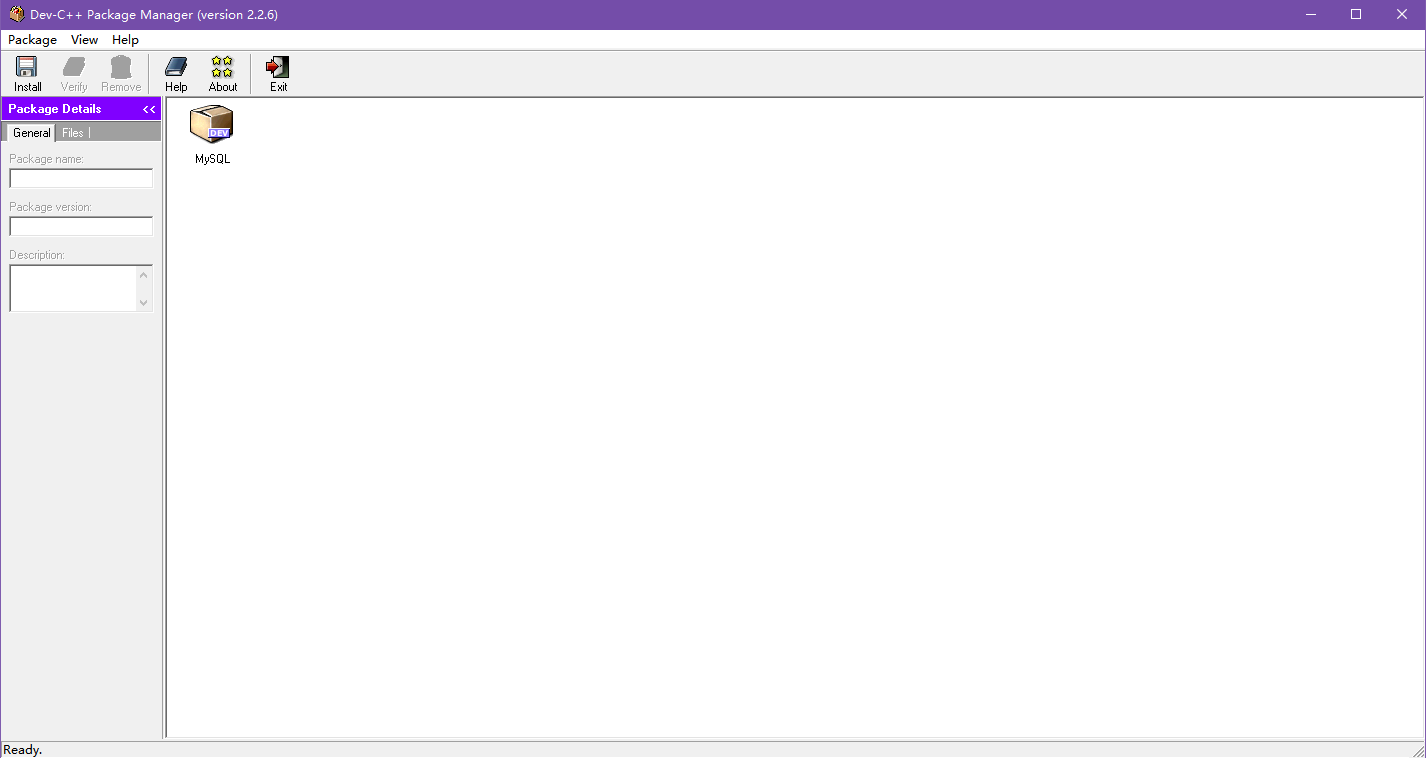 Dev-C++ Package Manager (version 2.2.6)
Package View Help
Install Verify Remove Help About Exit
Package Details <<
General Files
Package name:
Package version:
Description:
DEV
MySQL
Ready.